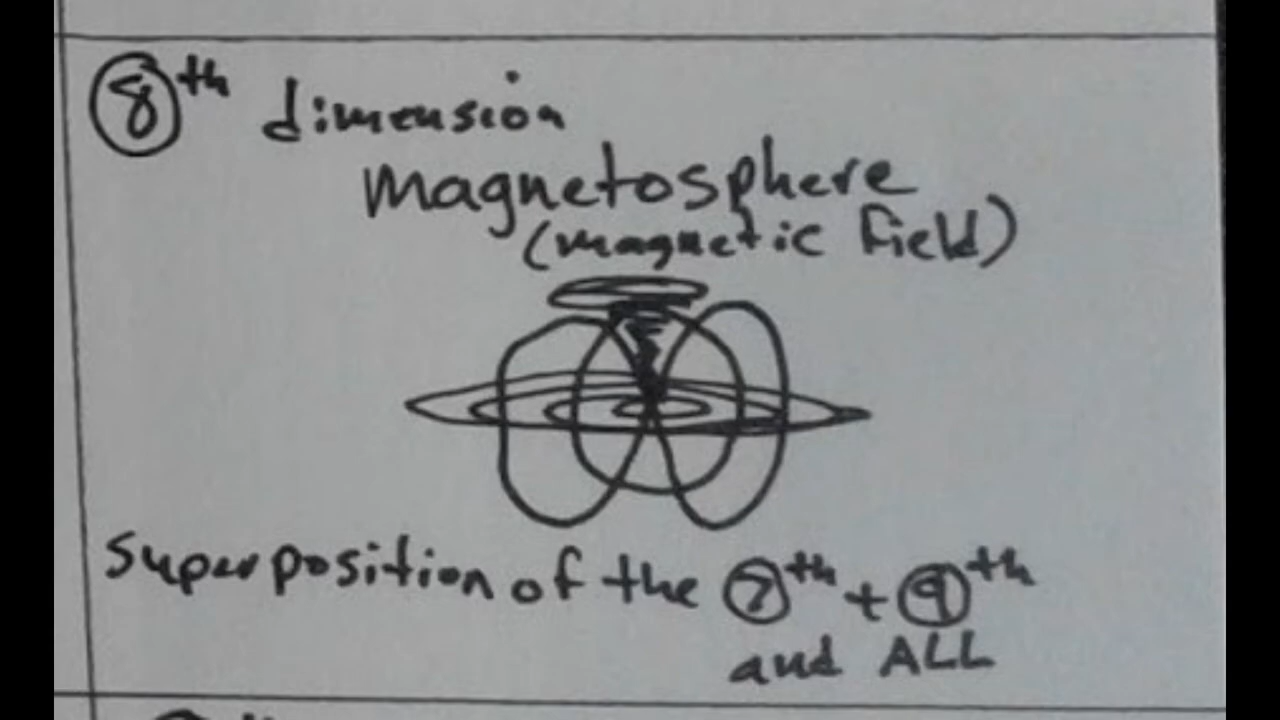 8th dimension
magnetosphere
(magnetic field)
superposition of the 7th + 9th
and ALL